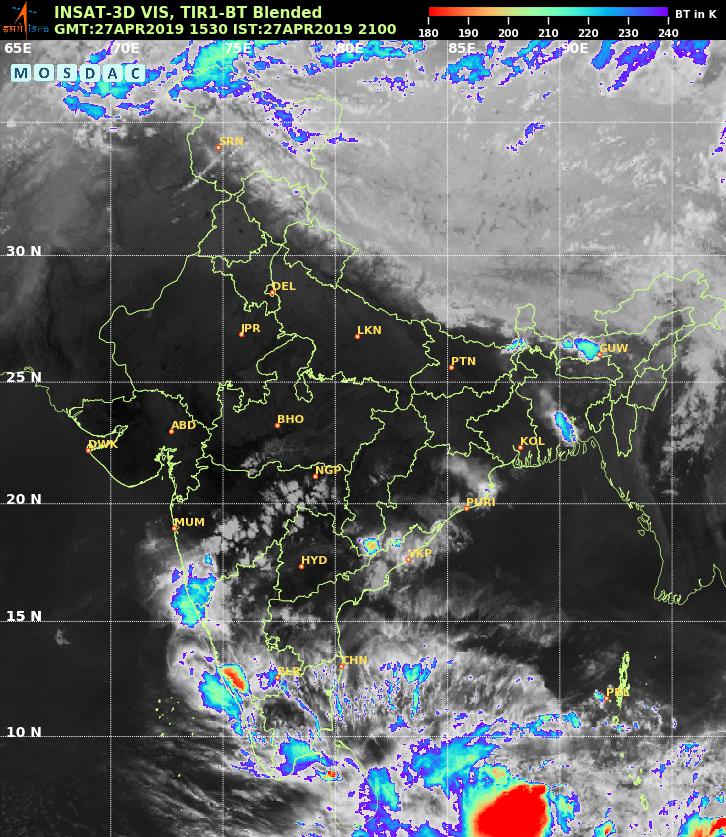 INSAT-3D VIS, TIR1-BT Blended
GMT:27APR2019 1530 IST:27APR2019 2100
BT in K
180 190 200 210 220 230 240
65E 70E 75E 80E 85E 90E
MOSDAC
SRN
30 N
DEL
JPR
LKN
GUW
PTN
25 N
BHO
ABD
DWK
KOL
NGP
20 N
PURI
MUM
VKP
HYD
15 N
CHN
BLR
PBL
10 N